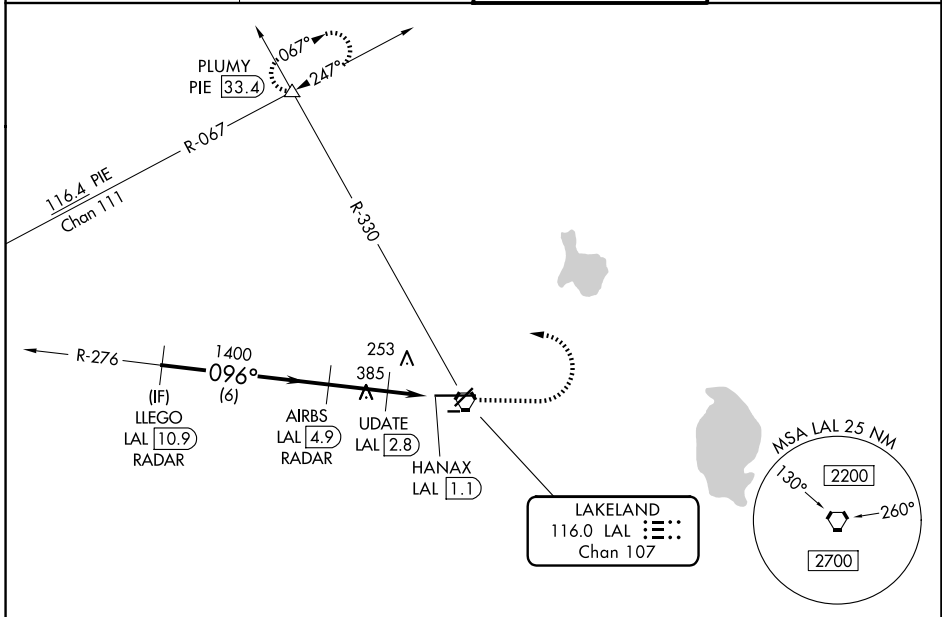 067°
247°
PLUMY
PIE 33.4
R-067
116.4 PIE
Chan 111
R-330
R-276
1400
096°
(6)
253
385
(IF)
LLEGO
LAL 10.9
RADAR
AIRBS
LAL 4.9
RADAR
UDATE
LAL 2.8
HANAX
LAL 1.1
LAKELAND
116.0 LAL
Chan 107
MSA LAL 25 NM
130°
2200
260°
2700